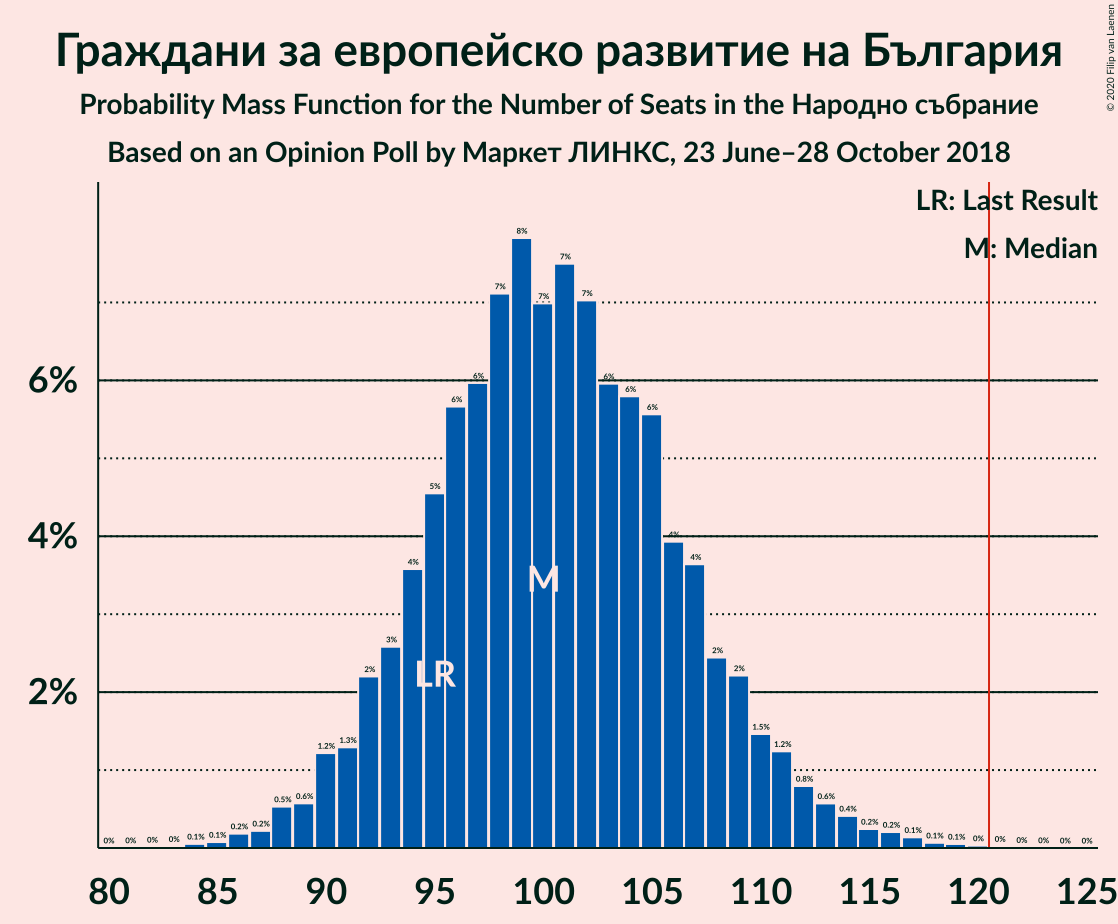 Граждани за европейско развитие на България
Probability Mass Function for the Number of Seats in the Народно събрание
Based on an Opinion Poll by Маркет ЛИНКС, 23 June–28 October 2018
© 2020 Filip van Laenen
LR: Last Result
M: Median
6%
4%
2%
0% 0% 0% 0% 0.1% 0.1% 0.2% 0.2% 0.5% 0.6% 1.2% 1.3% 2% 3% 4% 5% 6% 6% 7% 8% 7% 7% 7% 6% 6% 6% 4% 4% 2% 2% 1.5% 1.2% 0.8% 0.6% 0.4% 0.2% 0.2% 0.1% 0.1% 0.1% 0% 0% 0% 0% 0% 0%
M
LR
80 85 90 95 100 105 110 115 120 125